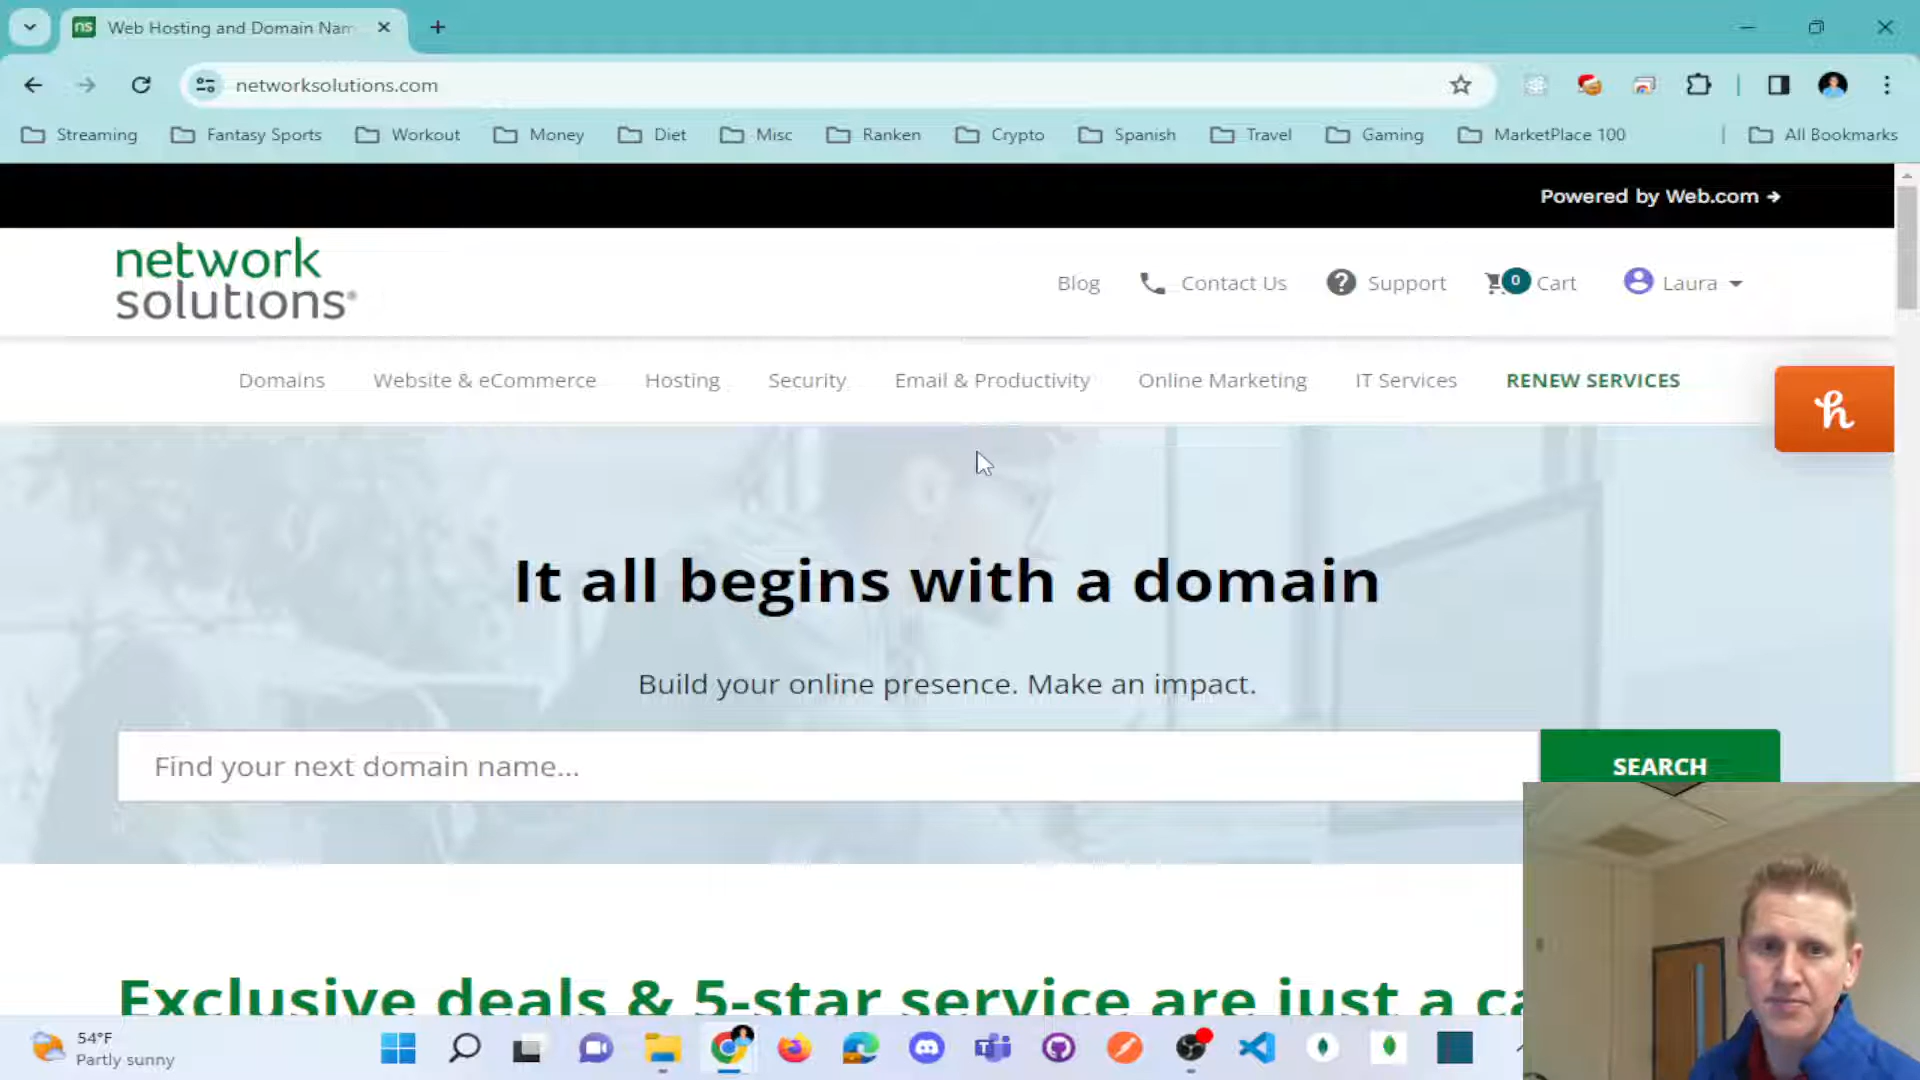 ns Web Hosting and Domain Nam
networksolutions.com
Streaming Fantasy Sports Workout Money Diet Misc Ranken Crypto Spanish Travel Gaming MarketPlace 100 All Bookmarks
Powered by Web.com
network
solutions®
Blog Contact Us Support 0 Cart Laura
Domains Website & eCommerce Hosting Security Email & Productivity Online Marketing IT Services RENEW SERVICES
h
It all begins with a domain
Build your online presence. Make an impact.
Find your next domain name...
SEARCH
Exclusive deals & 5-star service are just a ca
54°F
Partly sunny